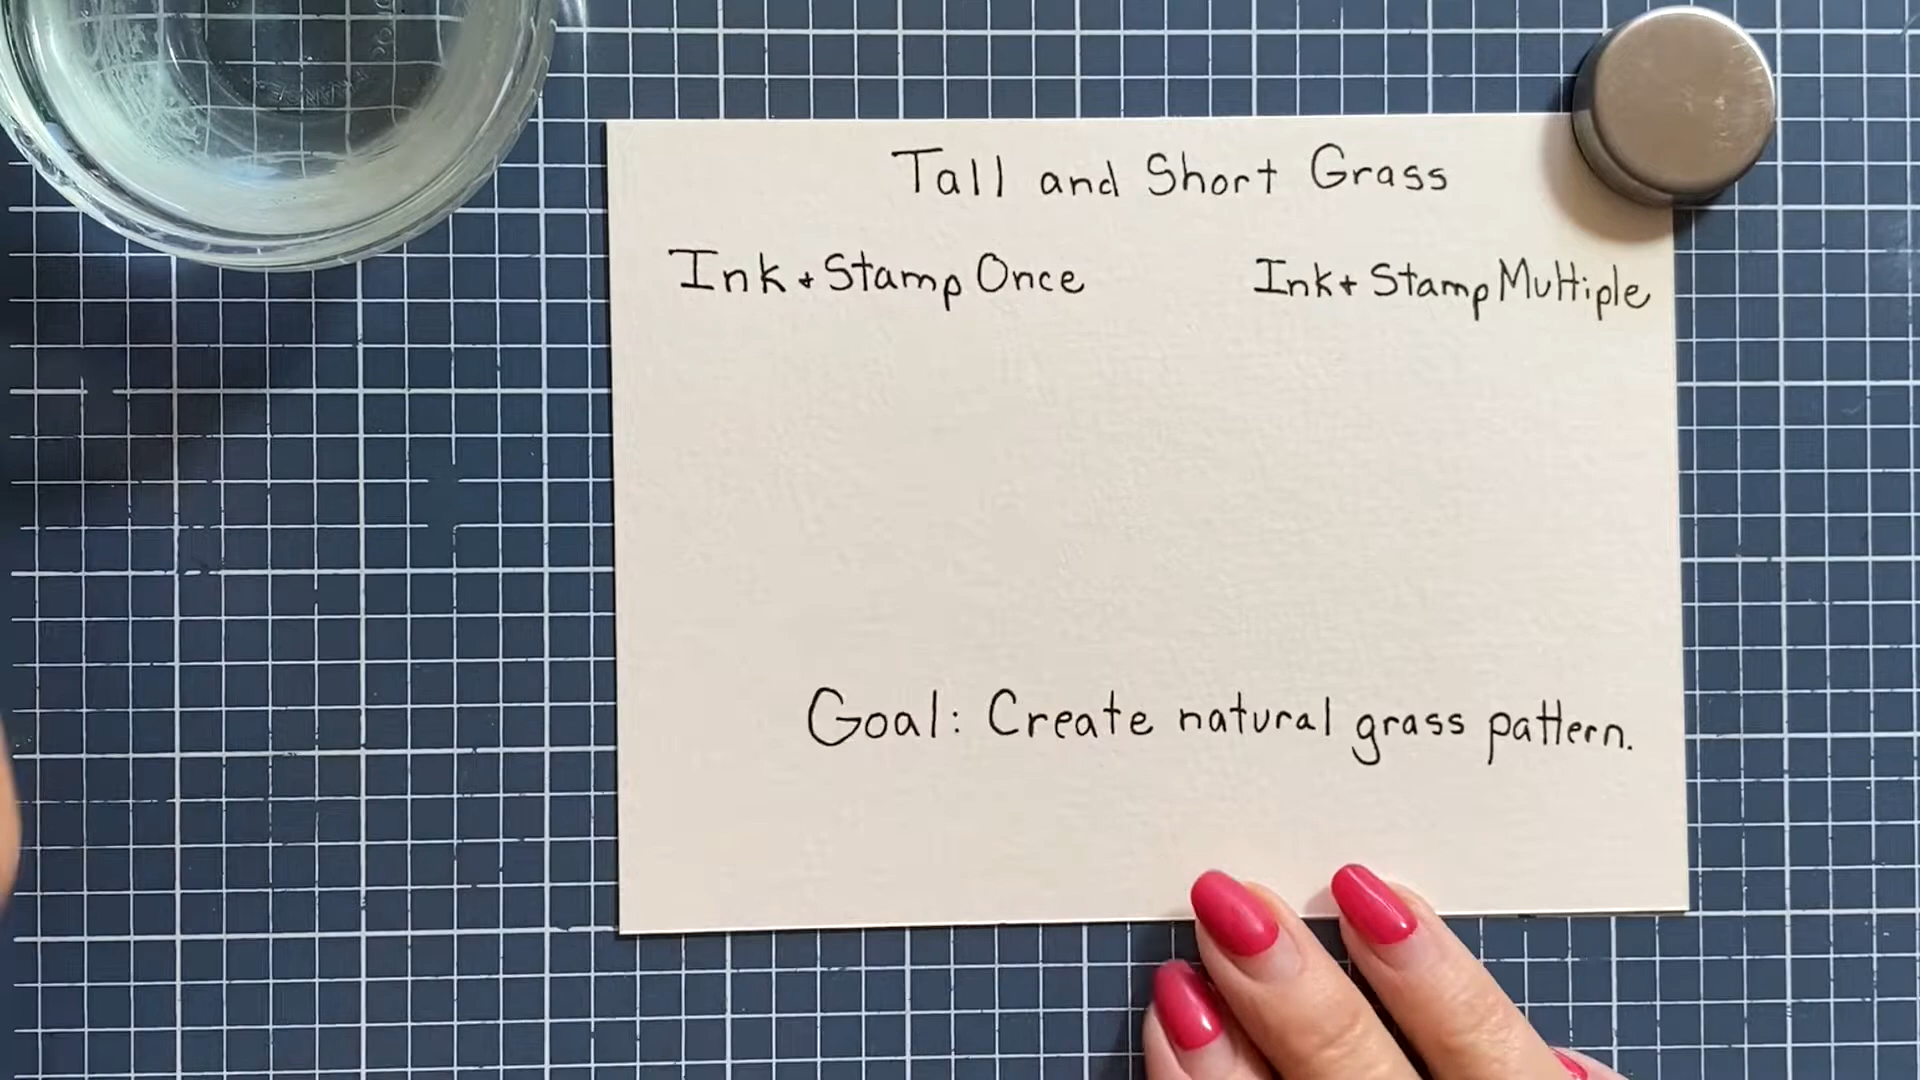 Tall and Short Grass
Ink + Stamp Once
Ink + Stamp Multiple
Goal: Create natural grass pattern.